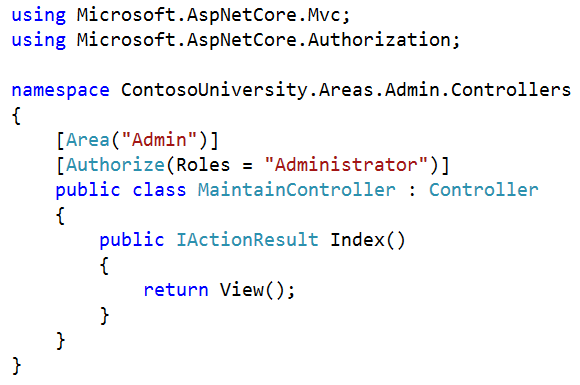 using Microsoft.AspNetCore.Mvc;
using Microsoft.AspNetCore.Authorization;

namespace ContosoUniversity.Areas.Admin.Controllers
{
    [Area("Admin")]
    [Authorize(Roles = "Administrator")]
    public class MaintainController : Controller
    {
        public IActionResult Index()
        {
            return View();
        }
    }
}